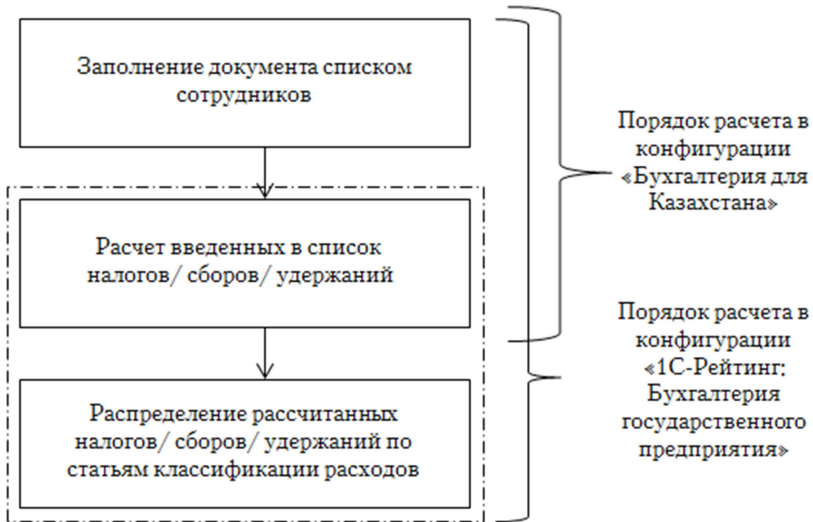 Заполнение документа списком
сотрудников
Порядок расчета в
конфигурации
«Бухгалтерия для
Казахстана»
Расчет введенных в список
налогов/ сборов/ удержаний
Порядок расчета в
конфигурации
«1С-Рейтинг:
Бухгалтерия
государственного
предприятия»
Распределение рассчитанных
налогов/ сборов/ удержаний по
статьям классификации расходов